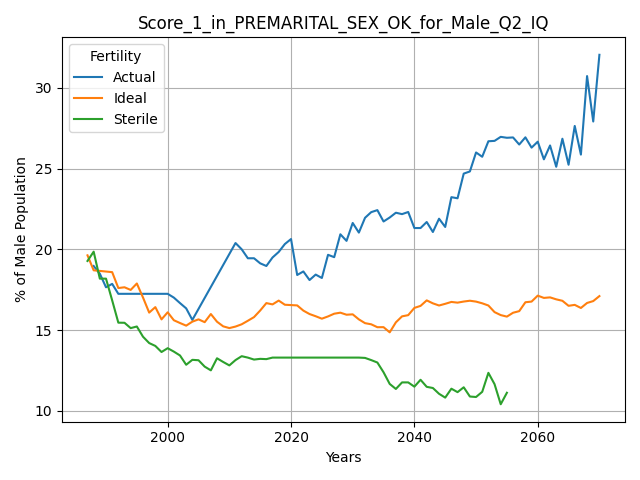 Score_1_in_PREMARITAL_SEX_OK_for_Male_Q2_IQ
Fertility
Actual
Ideal
Sterile
% of Male Population
30
25
20
15
10
2000
2020
2040
2060
Years